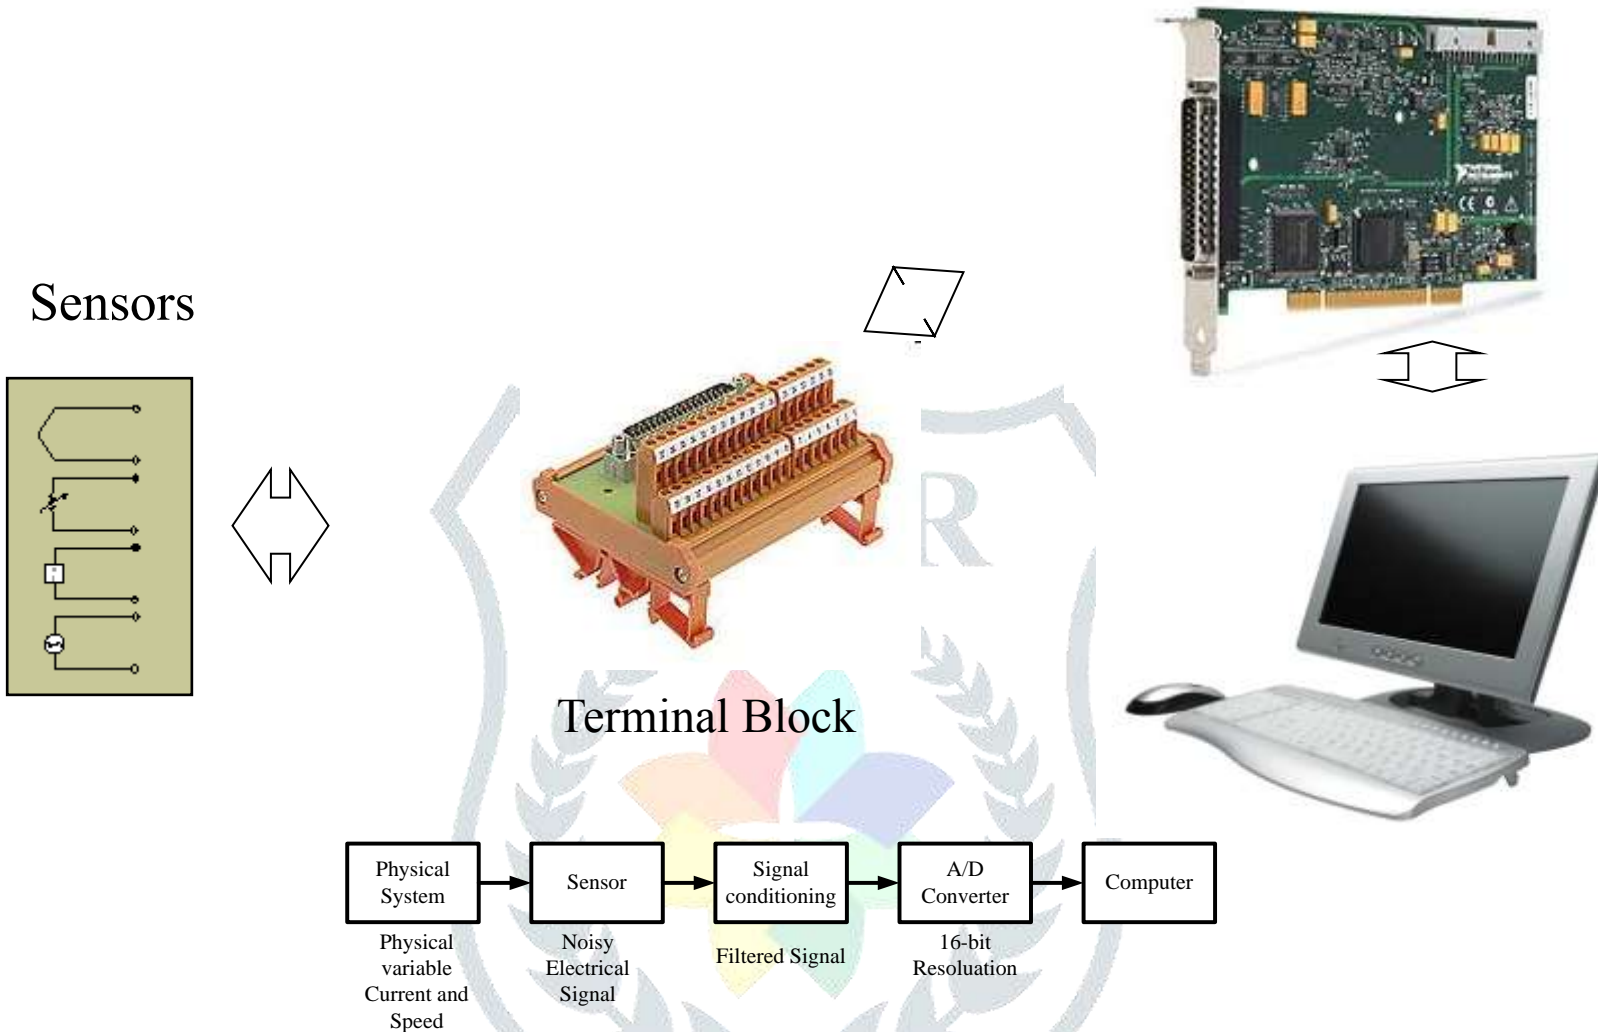 Sensors
R
Terminal Block
Physical
System
Sensor
Signal
conditioning
A/D
Converter
Computer
Physical
variable
Current and
Speed
Noisy
Electrical
Signal
Filtered Signal
16-bit
Resoluation